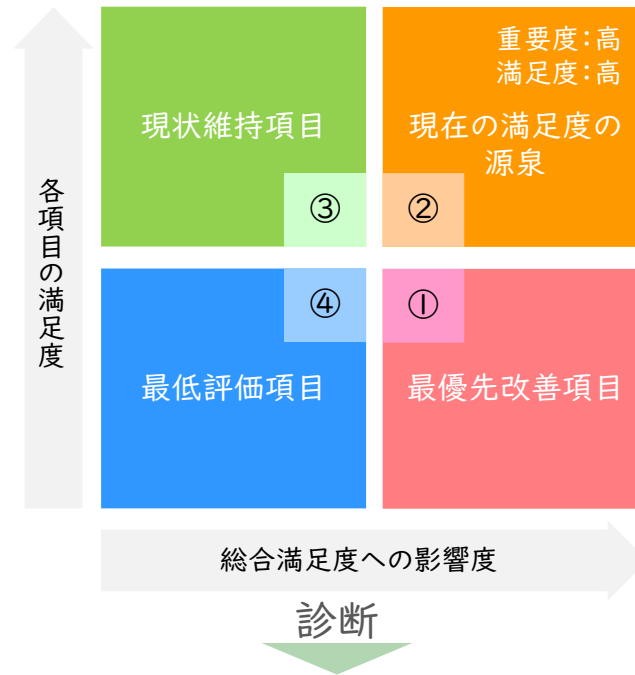 重要度：高
満足度：高
現状維持項目
現在の満足度の
源泉
③
②
各項目の満足度
④
①
最低評価項目
最優先改善項目
総合満足度への影響度
診断